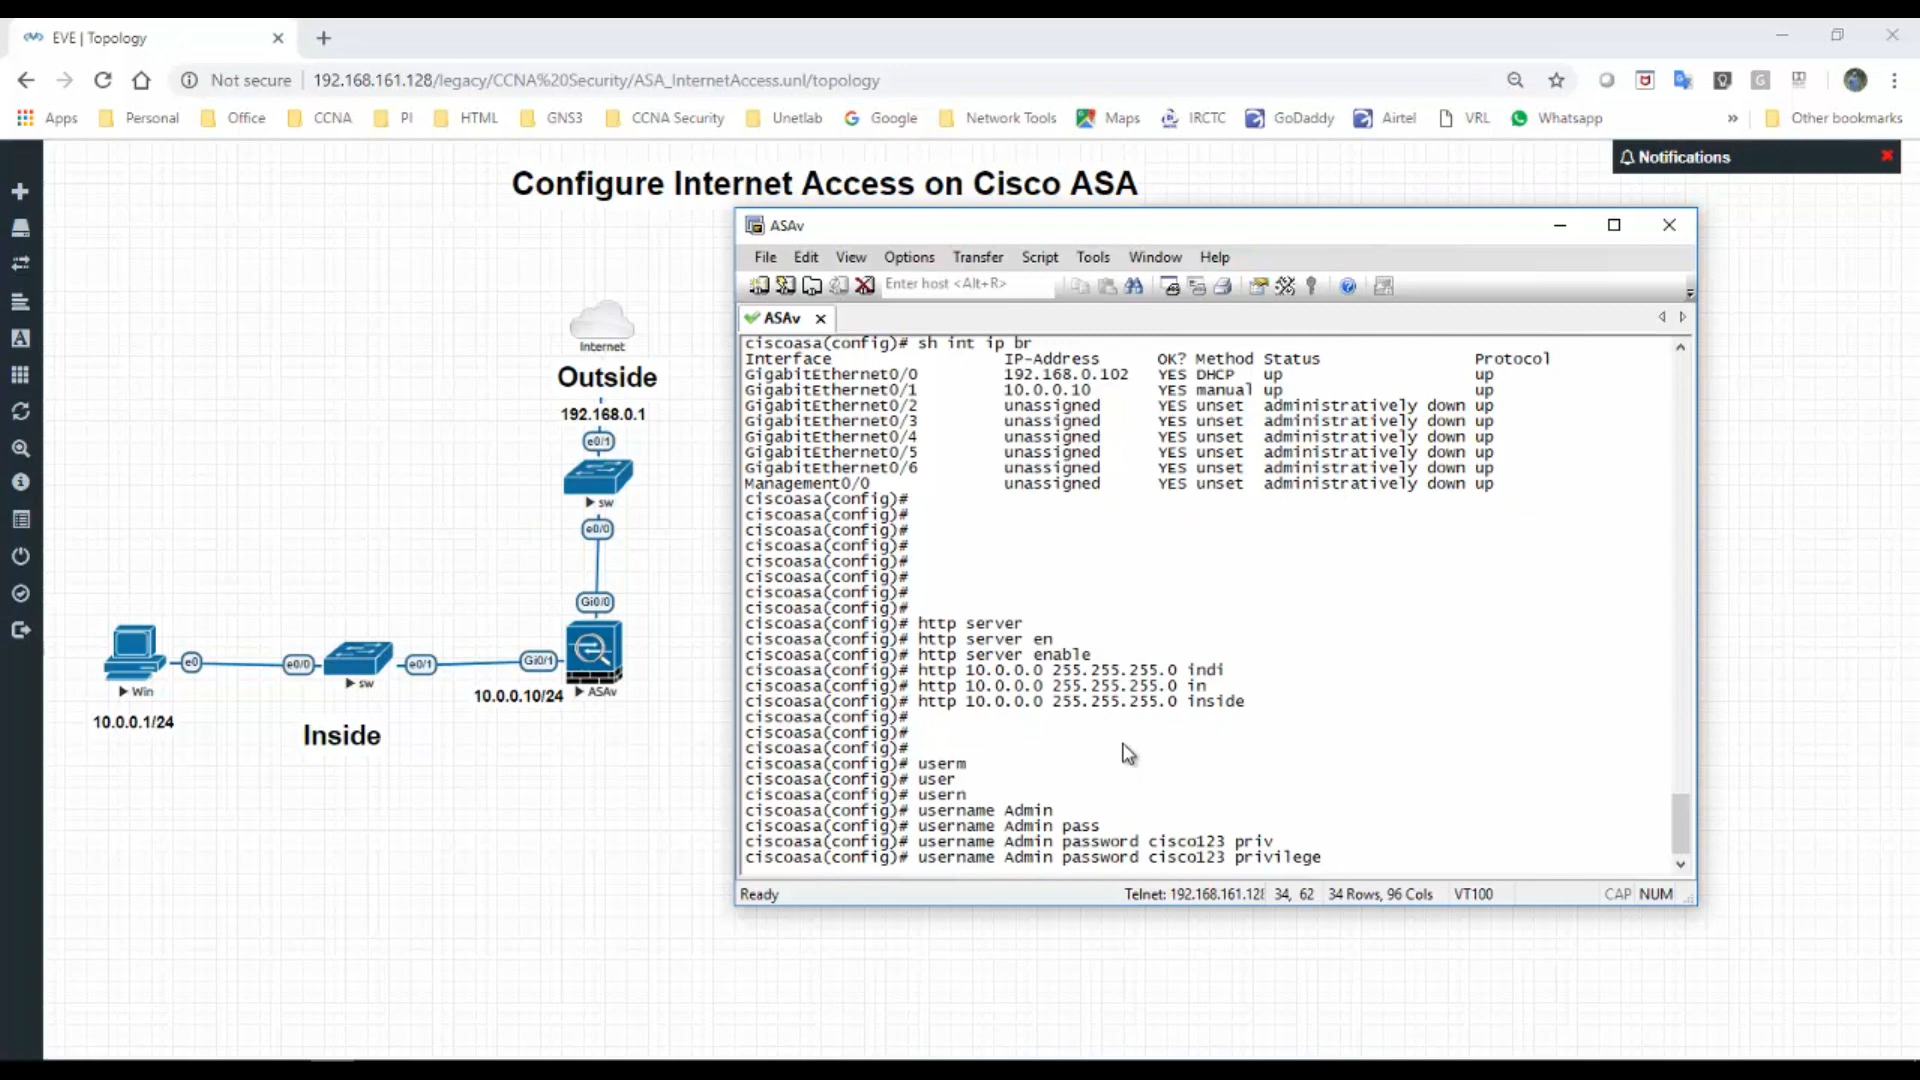 EVE | Topology
Not secure | 192.168.161.128/legacy/CCNA%20Security/ASA_InternetAccess.unl/topology
Apps Personal Office CCNA PI HTML GNS3 CCNA Security Unetlab Google Network Tools Maps IRCTC GoDaddy Airtel VRL Whatsapp » Other bookmarks
Notifications
Configure Internet Access on Cisco ASA
Internet
Outside
192.168.0.1
e0/1
sw
e0/0
Gi0/0
e0
e0/0
e0/1
Gi0/1
Win
sw
10.0.0.10/24
ASAv
10.0.0.1/24
Inside
ASAv
File Edit View Options Transfer Script Tools Window Help
Enter host <Alt+R>
ASAv
ciscoasa(config)# sh int ip br
Interface IP-Address OK? Method Status Protocol
GigabitEthernet0/0 192.168.0.102 YES DHCP up up
GigabitEthernet0/1 10.0.0.10 YES manual up up
GigabitEthernet0/2 unassigned YES unset administratively down up
GigabitEthernet0/3 unassigned YES unset administratively down up
GigabitEthernet0/4 unassigned YES unset administratively down up
GigabitEthernet0/5 unassigned YES unset administratively down up
GigabitEthernet0/6 unassigned YES unset administratively down up
Management0/0 unassigned YES unset administratively down up
ciscoasa(config)#
ciscoasa(config)#
ciscoasa(config)#
ciscoasa(config)#
ciscoasa(config)#
ciscoasa(config)#
ciscoasa(config)#
ciscoasa(config)#
ciscoasa(config)# http server
ciscoasa(config)# http server en
ciscoasa(config)# http server enable
ciscoasa(config)# http 10.0.0.0 255.255.255.0 indi
ciscoasa(config)# http 10.0.0.0 255.255.255.0 in
ciscoasa(config)# http 10.0.0.0 255.255.255.0 inside
ciscoasa(config)#
ciscoasa(config)#
ciscoasa(config)#
ciscoasa(config)# userm
ciscoasa(config)# user
ciscoasa(config)# usern
ciscoasa(config)# username Admin
ciscoasa(config)# username Admin pass
ciscoasa(config)# username Admin password cisco123 priv
ciscoasa(config)# username Admin password cisco123 privilege
Ready Telnet: 192.168.161.128 34, 62 34 Rows, 96 Cols VT100 CAP NUM